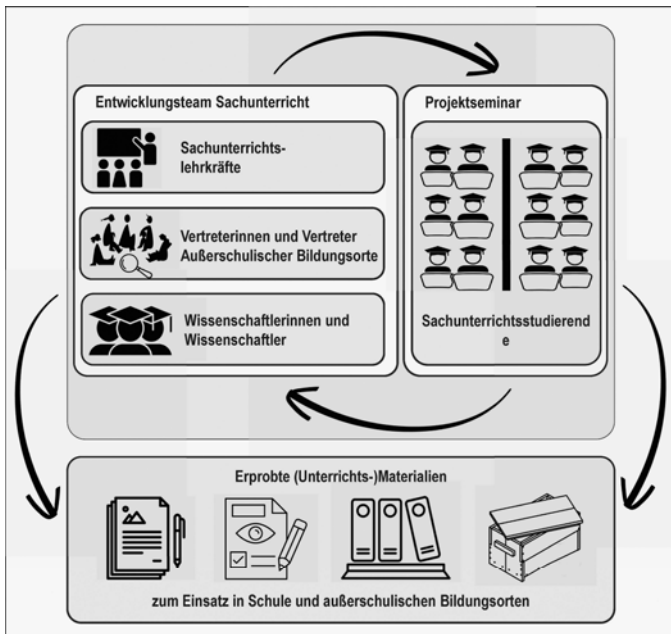 Entwicklungsteam Sachunterricht
Sachunterrichts-
lehrkräfte
Vertreterinnen und Vertreter
Außerschulischer Bildungsorte
Wissenschaftlerinnen und
Wissenschaftler
Projektseminar
Sachunterrichtsstudierend
e
Erprobte (Unterrichts-)Materialien
zum Einsatz in Schule und außerschulischen Bildungsorten